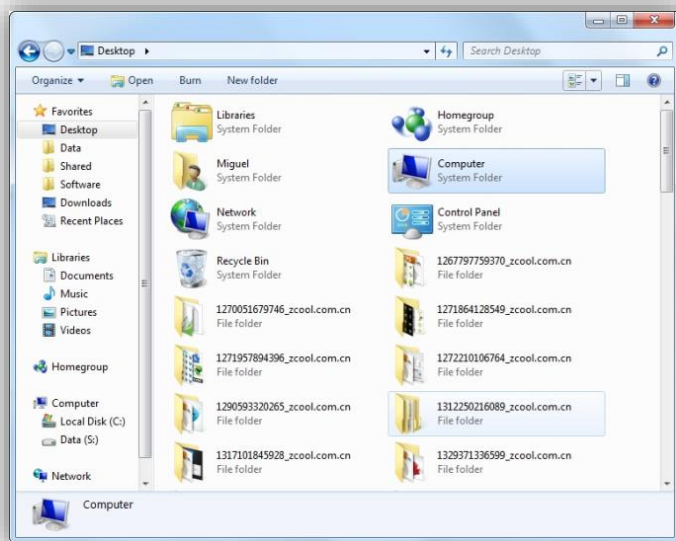 Desktop
Search Desktop
Organize Open Burn New folder
Favorites
Desktop
Data
Shared
Software
Downloads
Recent Places
Libraries
Documents
Music
Pictures
Videos
Homegroup
Computer
Local Disk (C:)
Data (S:)
Network
Libraries
System Folder
Homegroup
System Folder
Miguel
System Folder
Computer
System Folder
Network
System Folder
Control Panel
System Folder
Recycle Bin
System Folder
1267797759370_zcool.com.cn
File folder
1270051679746_zcool.com.cn
File folder
1271864128549_zcool.com.cn
File folder
1271957894396_zcool.com.cn
File folder
1272210106764_zcool.com.cn
File folder
1290593320265_zcool.com.cn
File folder
1312250216089_zcool.com.cn
File folder
1317101845928_zcool.com.cn
File folder
1329371336599_zcool.com.cn
File folder
Computer